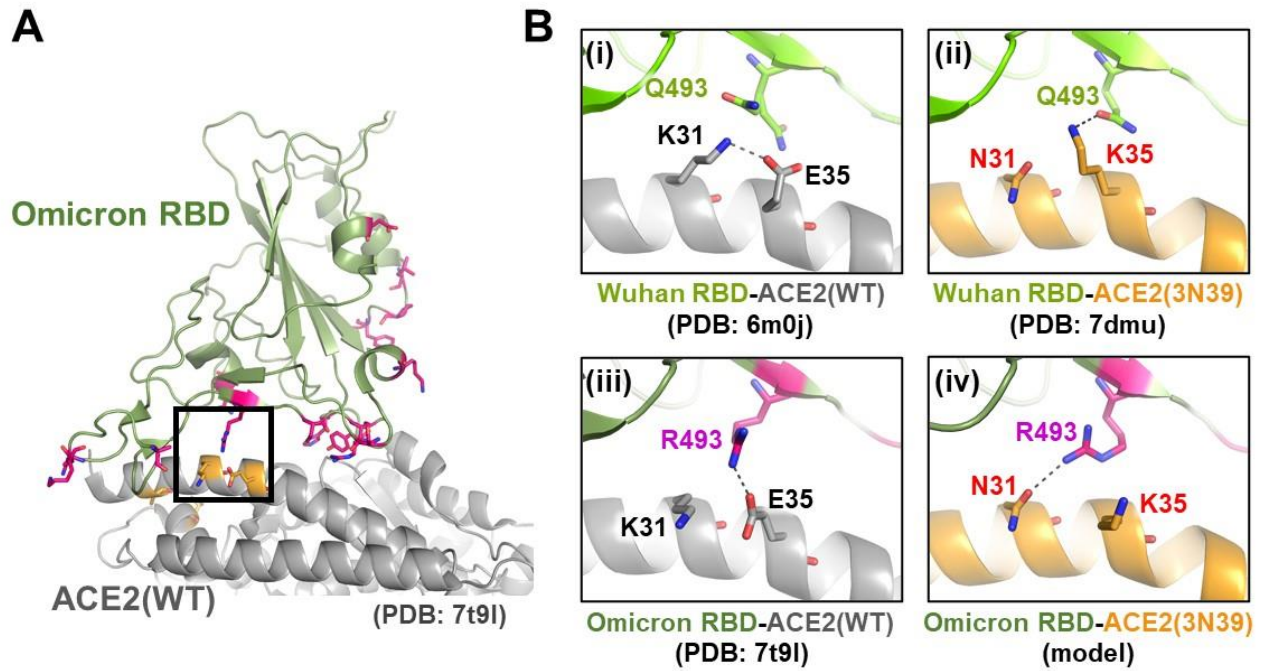 A
Omicron RBD
ACE2(WT)
(PDB: 7t9l)
B
(i)
Q493
K31
E35
Wuhan RBD-ACE2(WT)
(PDB: 6m0j)
(ii)
Q493
N31
K35
Wuhan RBD-ACE2(3N39)
(PDB: 7dmu)
(iii)
R493
K31
E35
Omicron RBD-ACE2(WT)
(PDB: 7t9l)
(iv)
R493
N31
K35
Omicron RBD-ACE2(3N39)
(model)